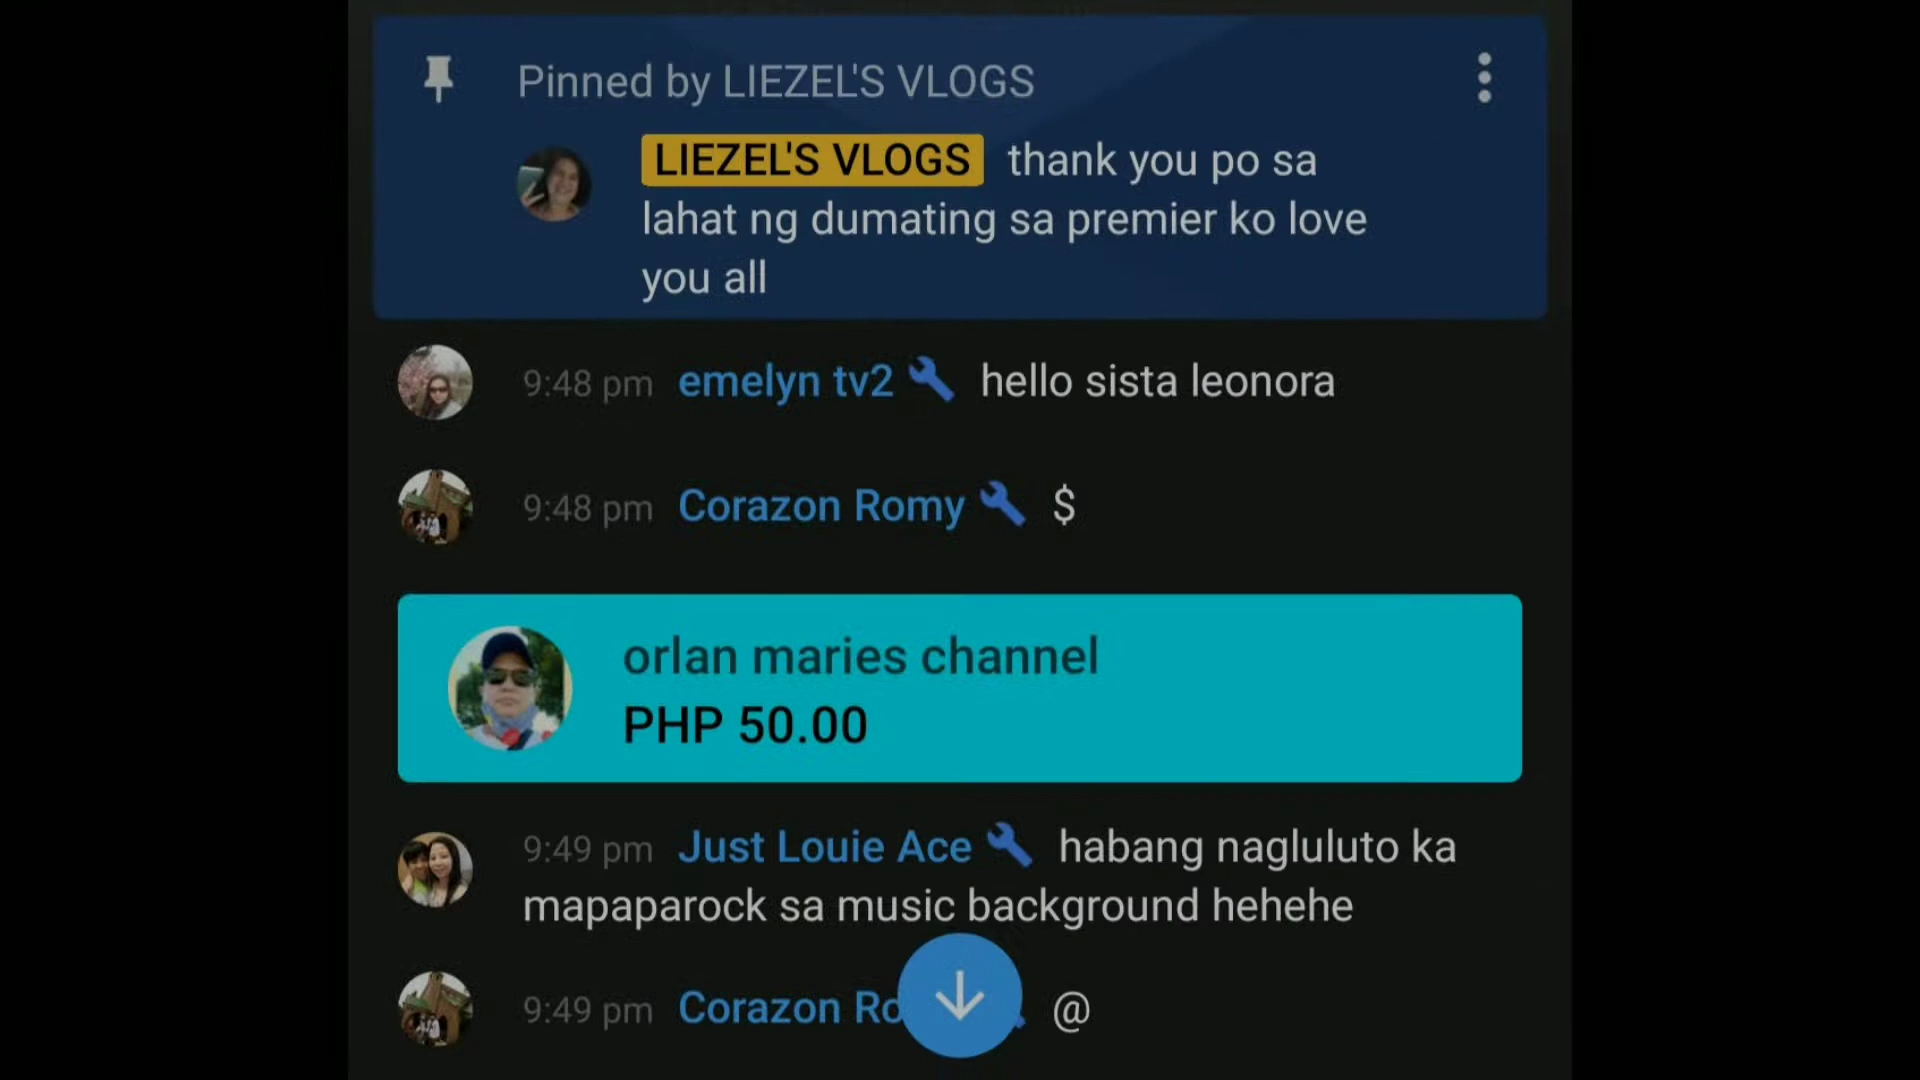 Pinned by LIEZEL'S VLOGS
LIEZEL'S VLOGS thank you po sa
lahat ng dumating sa premier ko love
you all
9:48 pm emelyn tv2 hello sista leonora
9:48 pm Corazon Romy $
orlan maries channel
PHP 50.00
9:49 pm Just Louie Ace habang nagluluto ka
mapaparock sa music background hehehe
9:49 pm Corazon @